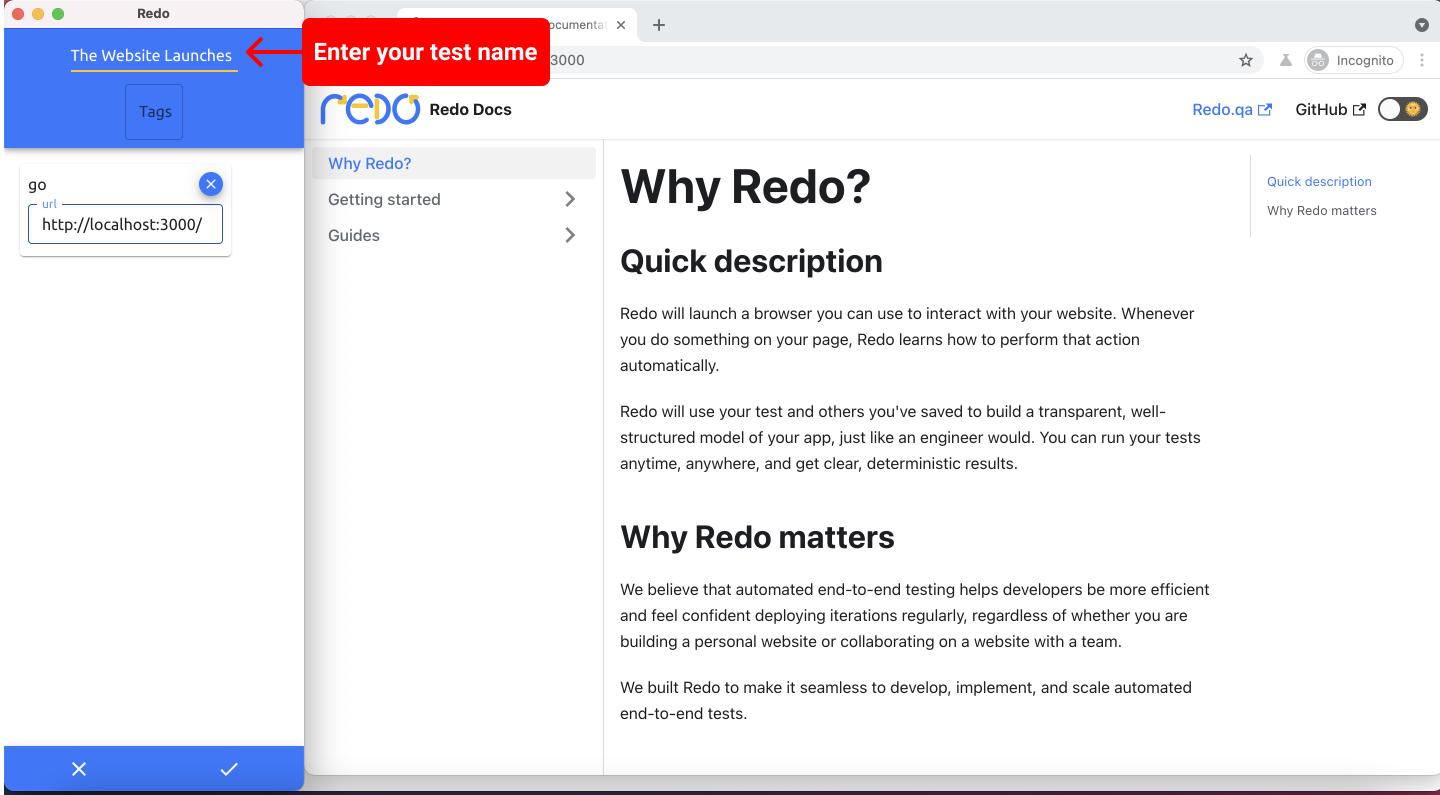 Redo
The Website Launches
Enter your test name
Tags
go
url
http://localhost:3000/
3000
Incognito
REDO Redo Docs
Redo.qa
GitHub
Why Redo?
Getting started
Guides
Why Redo?
Quick description
Redo will launch a browser you can use to interact with your website. Whenever
you do something on your page, Redo learns how to perform that action
automatically.
Redo will use your test and others you've saved to build a transparent, well-
structured model of your app, just like an engineer would. You can run your tests
anytime, anywhere, and get clear, deterministic results.
Why Redo matters
We believe that automated end-to-end testing helps developers be more efficient
and feel confident deploying iterations regularly, regardless of whether you are
building a personal website or collaborating on a website with a team.
We built Redo to make it seamless to develop, implement, and scale automated
end-to-end tests.
Quick description
Why Redo matters